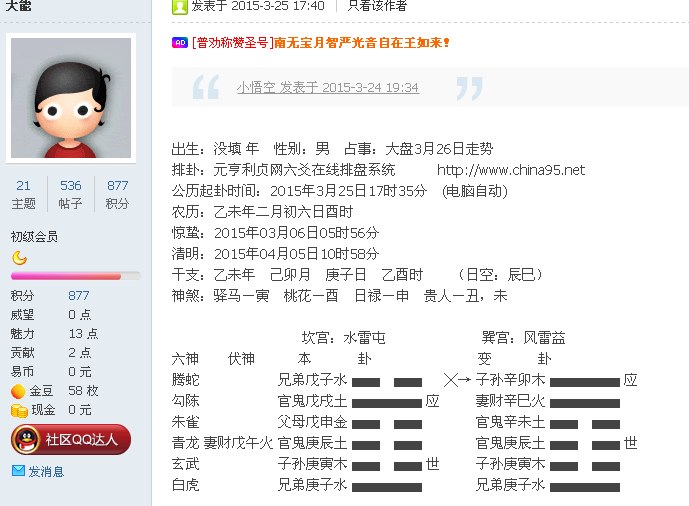 大能
21 536 877
主题 帖子 积分
初级会员
积分 877
威望 0 点
魅力 13 点
贡献 2 点
易币 0 元
金豆 58 枚
现金 0 元
社区QQ达人
发消息
发表于 2015-3-25 17:40 | 只看该作者
AD [普劝称赞圣号]南无宝月智严光音自在王如来!
小悟空 发表于 2015-3-24 19:34
出生：没填 年 性别：男 占事：大盘3月26日走势
排卦：元亨利贞网六爻在线排盘系统 http://www.china95.net
公历起卦时间：2015年3月25日17时35分 (电脑自动)
农历：乙未年二月初六日酉时
惊蛰：2015年03月06日05时56分
清明：2015年04月05日10时58分
干支：乙未年 己卯月 庚子日 乙酉时 （日空：辰巳）
神煞：驿马—寅 桃花—酉 日禄—申 贵人—丑，未
坎宫：水雷屯 巽宫：风雷益
六神 伏神 本 卦 变 卦
螣蛇 兄弟戊子水 ╳→ 子孙辛卯木 应
勾陈 官鬼戊戌土 应 妻财辛巳火
朱雀 父母戊申金 官鬼辛未土
青龙 妻财戊午火 官鬼庚辰土 官鬼庚辰土 世
玄武 子孙庚寅木 世 子孙庚寅木
白虎 兄弟庚子水 兄弟庚子水